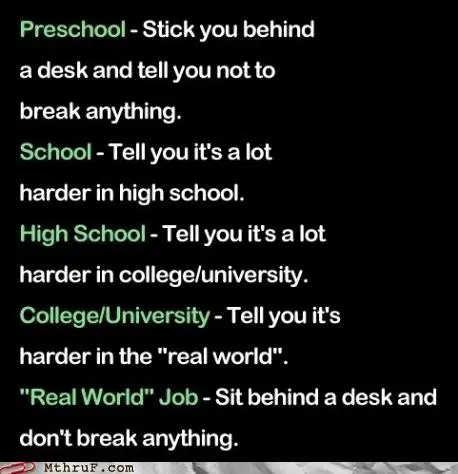 Preschool - Stick you behind
a desk and tell you not to
break anything.
School - Tell you it's a lot
harder in high school.
High School - Tell you it's a lot
harder in college/university.
College/University - Tell you it's
harder in the "real world".
"Real World" Job - Sit behind a desk and
don't break anything.
MthruF.com